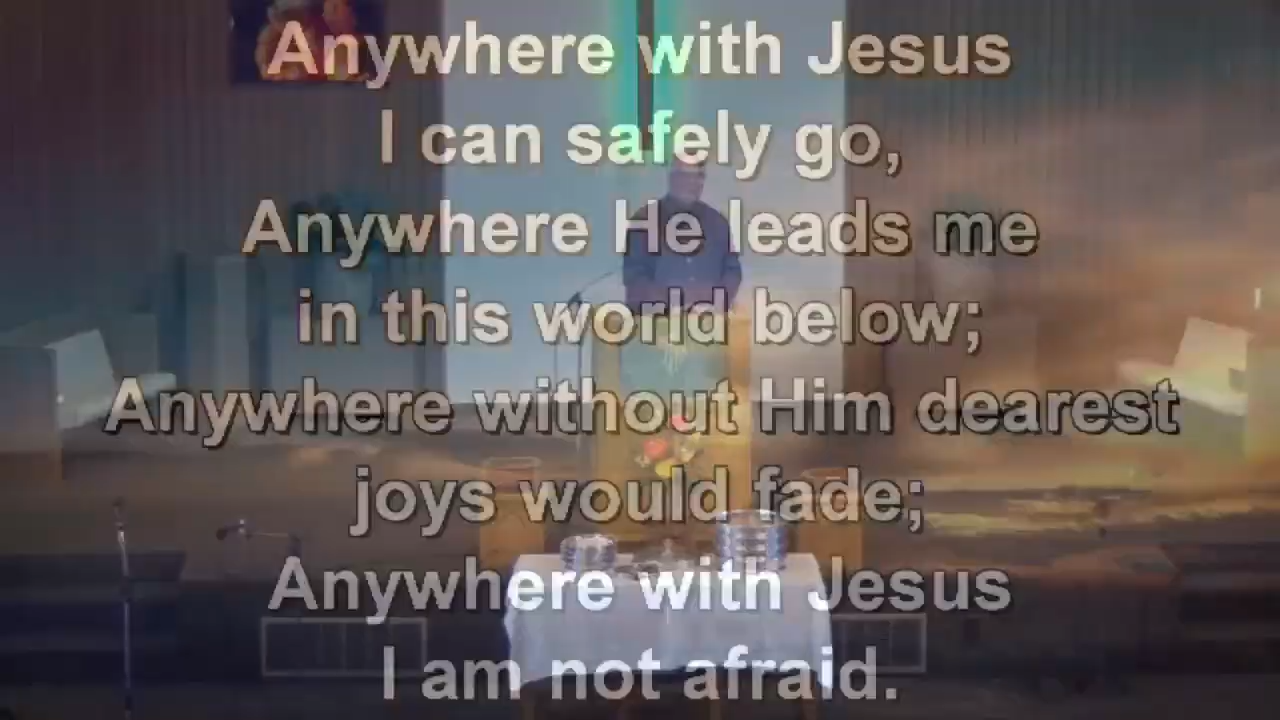 Anywhere with Jesus
I can safely go,
Anywhere He leads me
in this world below;
Anywhere without Him dearest
joys would fade;
Anywhere with Jesus
I am not afraid.